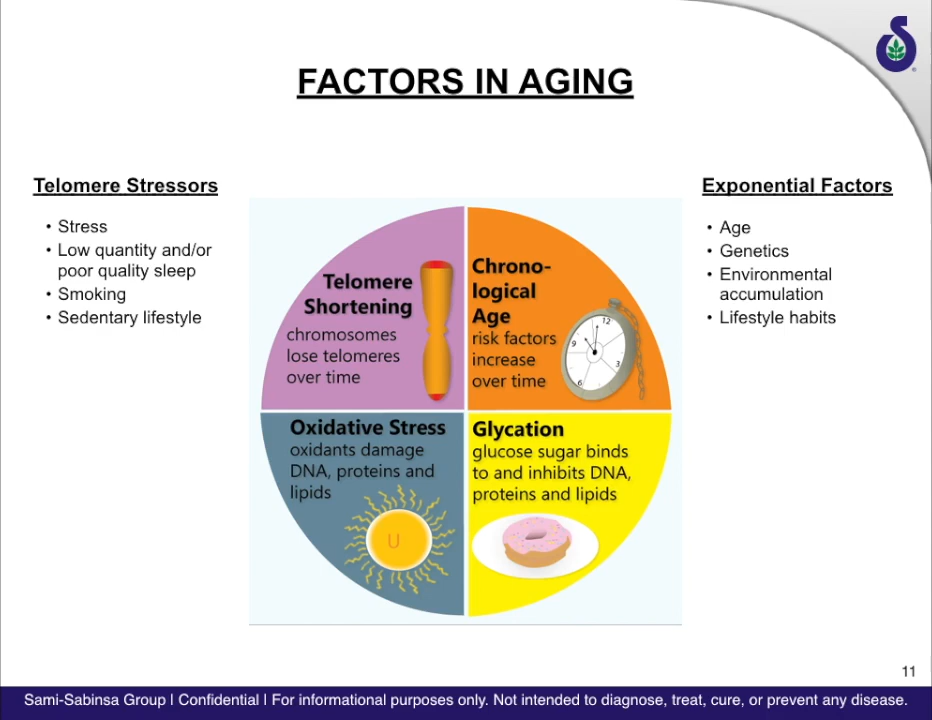 FACTORS IN AGING
Telomere Stressors
• Stress
• Low quantity and/or
poor quality sleep
• Smoking
• Sedentary lifestyle
Telomere
Shortening
chromosomes
lose telomeres
over time
Chrono-
logical
Age
risk factors
increase
over time
12
9
3
6
Oxidative Stress
oxidants damage
DNA, proteins and
lipids
U
Glycation
glucose sugar binds
to and inhibits DNA,
proteins and lipids
Exponential Factors
• Age
• Genetics
• Environmental
accumulation
• Lifestyle habits
11
Sami-Sabinsa Group | Confidential | For informational purposes only. Not intended to diagnose, treat, cure, or prevent any disease.